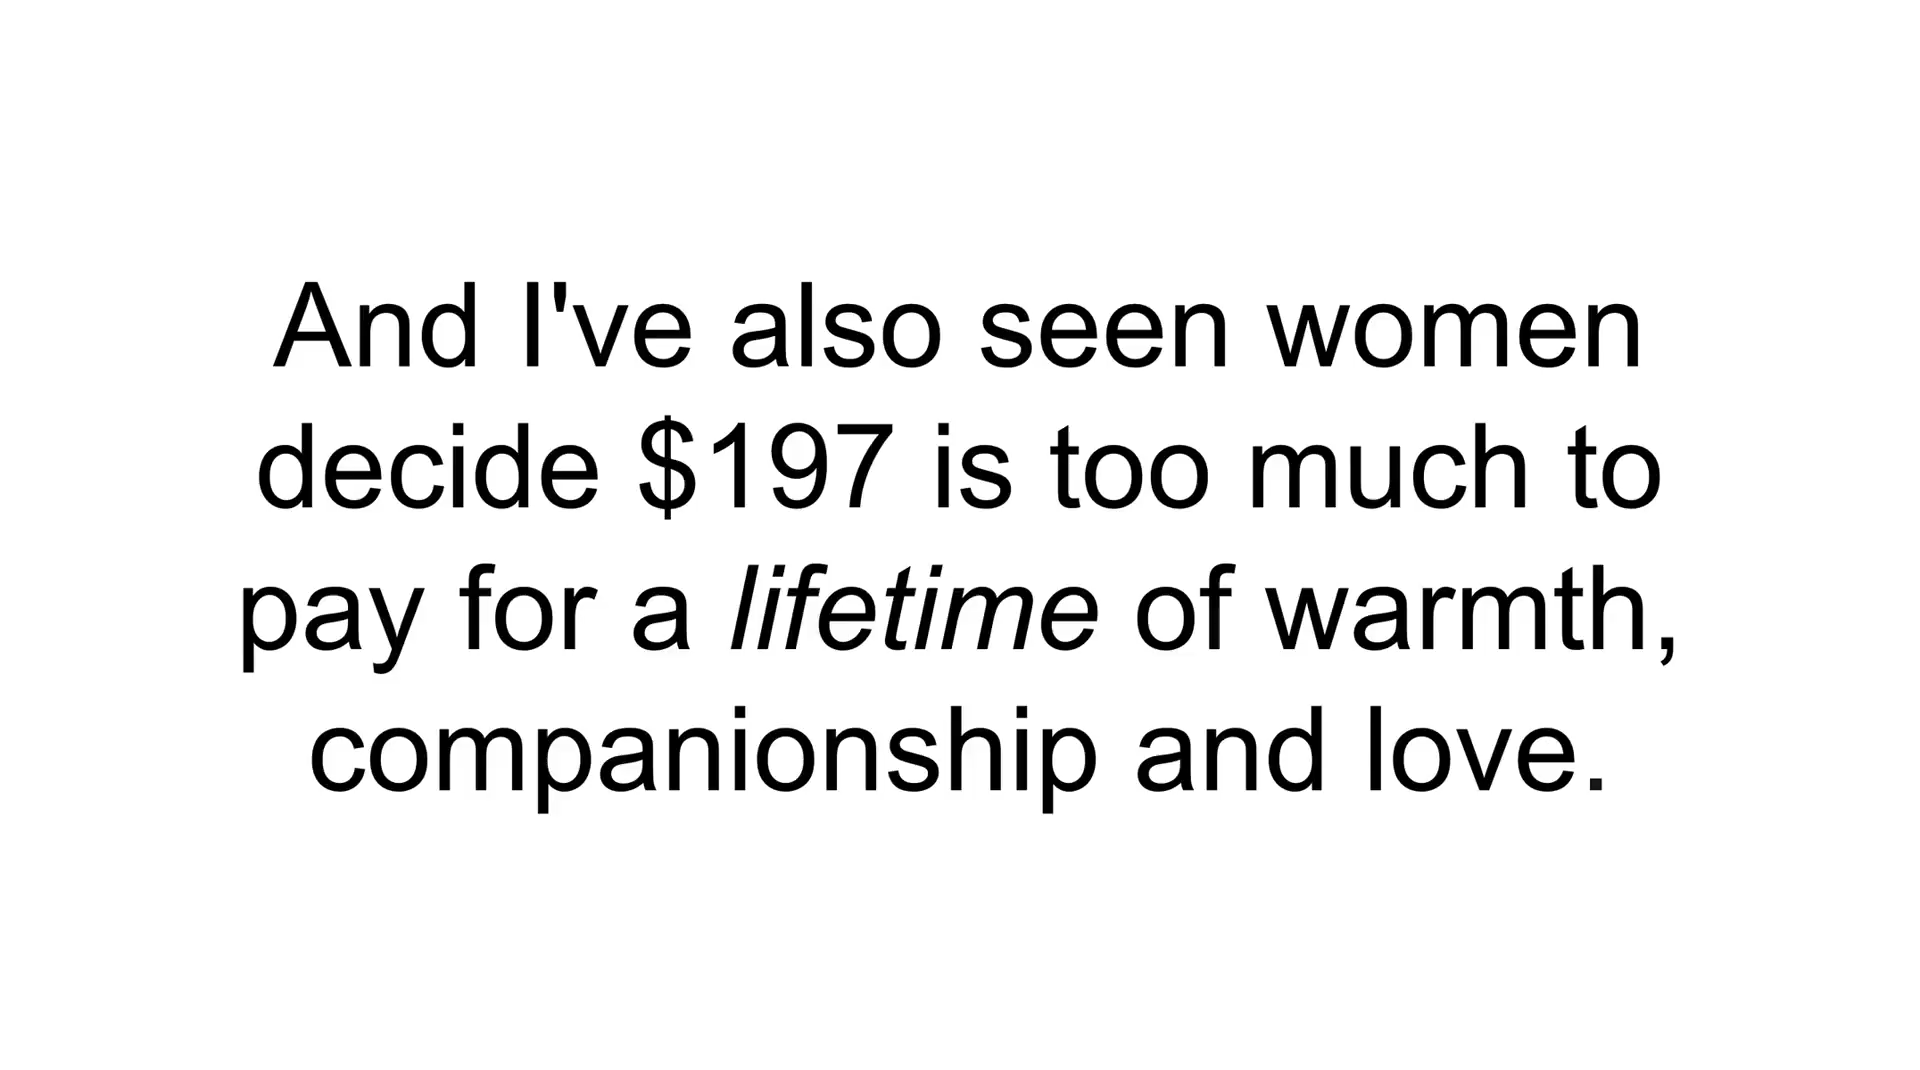 And I've also seen women
decide $197 is too much to
pay for a lifetime of warmth,
companionship and love.